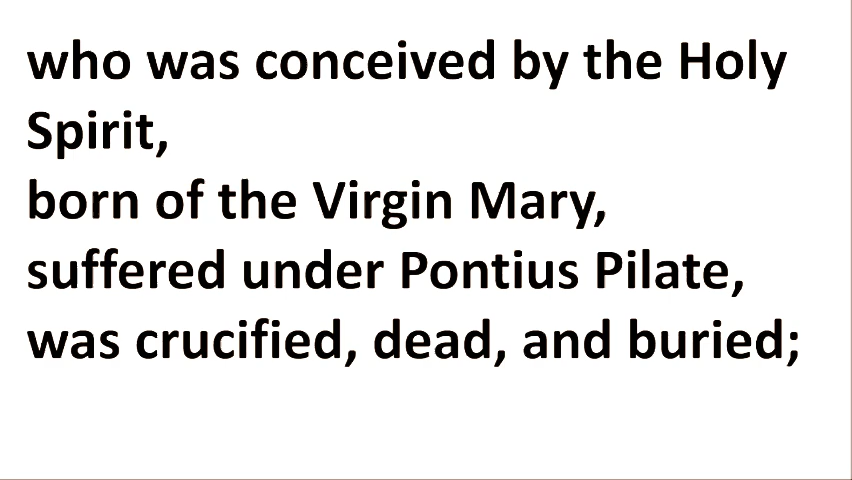 who was conceived by the Holy
Spirit,
born of the Virgin Mary,
suffered under Pontius Pilate,
was crucified, dead, and buried;